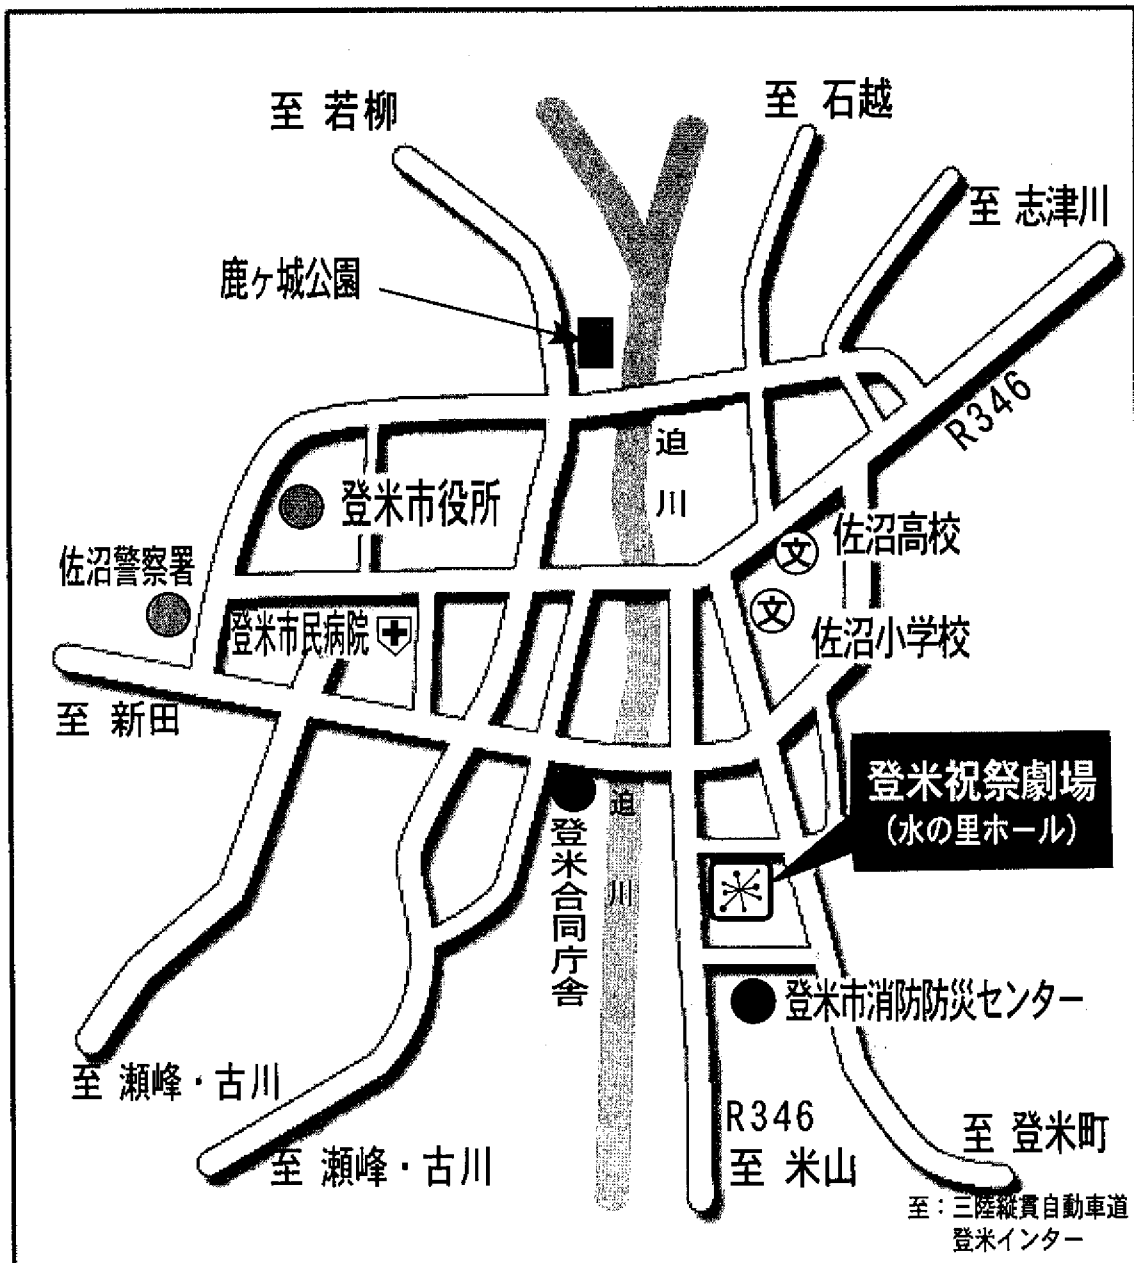 至 若柳
至 石越
至 志津川
鹿ヶ城公園
R346
迫川
登米市役所
佐沼高校
佐沼警察署
文
文
登米市民病院
佐沼小学校
至 新田
登米祝祭劇場
(水の里ホール)
迫川
登米合同庁舎
登米市消防防災センター
至 瀬峰・古川
R346
至 瀬峰・古川
至 米山
至 登米町
至:三陸縦貫自動車道
登米インター